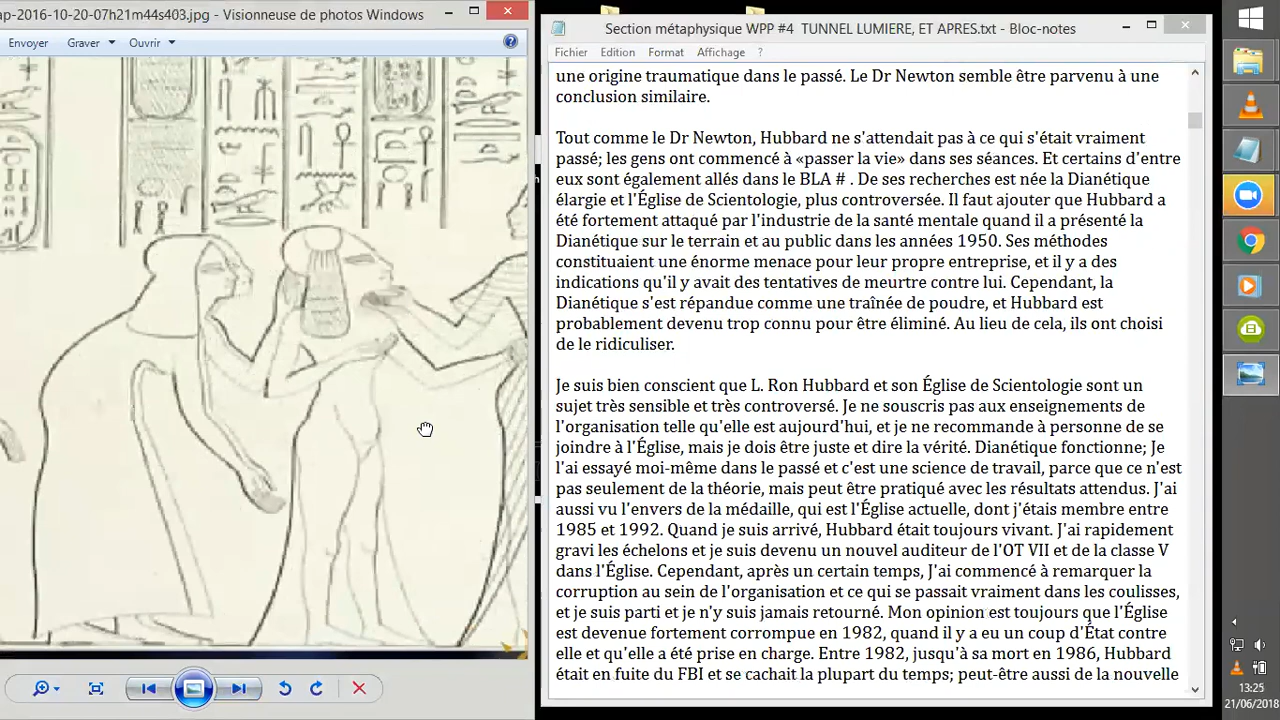 ap-2016-10-20-07h21m44s403.jpg - Visionneuse de photos Windows
Envoyer Graver Ouvrir
Section métaphysique WPP #4 TUNNEL LUMIERE, ET APRES.txt - Bloc-notes
Fichier Edition Format Affichage ?
une origine traumatique dans le passé. Le Dr Newton semble être parvenu à une
conclusion similaire.
Tout comme le Dr Newton, Hubbard ne s'attendait pas à ce qui s'était vraiment
passé; les gens ont commencé à «passer la vie» dans ses séances. Et certains d'entre
eux sont également allés dans le BLA # . De ses recherches est née la Dianétique
élargie et l'Église de Scientologie, plus controversée. Il faut ajouter que Hubbard a
été fortement attaqué par l'industrie de la santé mentale quand il a présenté la
Dianétique sur le terrain et au public dans les années 1950. Ses méthodes
constituaient une énorme menace pour leur propre entreprise, et il y a des
indications qu'il y avait des tentatives de meurtre contre lui. Cependant, la
Dianétique s'est répandue comme une traînée de poudre, et Hubbard est
probablement devenu trop connu pour être éliminé. Au lieu de cela, ils ont choisi
de le ridiculiser.
Je suis bien conscient que L. Ron Hubbard et son Église de Scientologie sont un
sujet très sensible et très controversé. Je ne souscris pas aux enseignements de
l'organisation telle qu'elle est aujourd'hui, et je ne recommande à personne de se
joindre à l'Église, mais je dois être juste et dire la vérité. Dianétique fonctionne; Je
l'ai essayé moi-même dans le passé et c'est une science de travail, parce que ce n'est
pas seulement de la théorie, mais peut être pratiqué avec les résultats attendus. J'ai
aussi vu l'envers de la médaille, qui est l'Église actuelle, dont j'étais membre entre
1985 et 1992. Quand je suis arrivé, Hubbard était toujours vivant. J'ai rapidement
gravi les échelons et je suis devenu un nouvel auditeur de l'OT VII et de la classe V
dans l'Église. Cependant, après un certain temps, J'ai commencé à remarquer la
corruption au sein de l'organisation et ce qui se passait vraiment dans les coulisses,
et je suis parti et je n'y suis jamais retourné. Mon opinion est toujours que l'Église
est devenue fortement corrompue en 1982, quand il y a eu un coup d'État contre
elle et qu'elle a été prise en charge. Entre 1982, jusqu'à sa mort en 1986, Hubbard
était en fuite du FBI et se cachait la plupart du temps; peut-être aussi de la nouvelle
13:25
21/06/2018